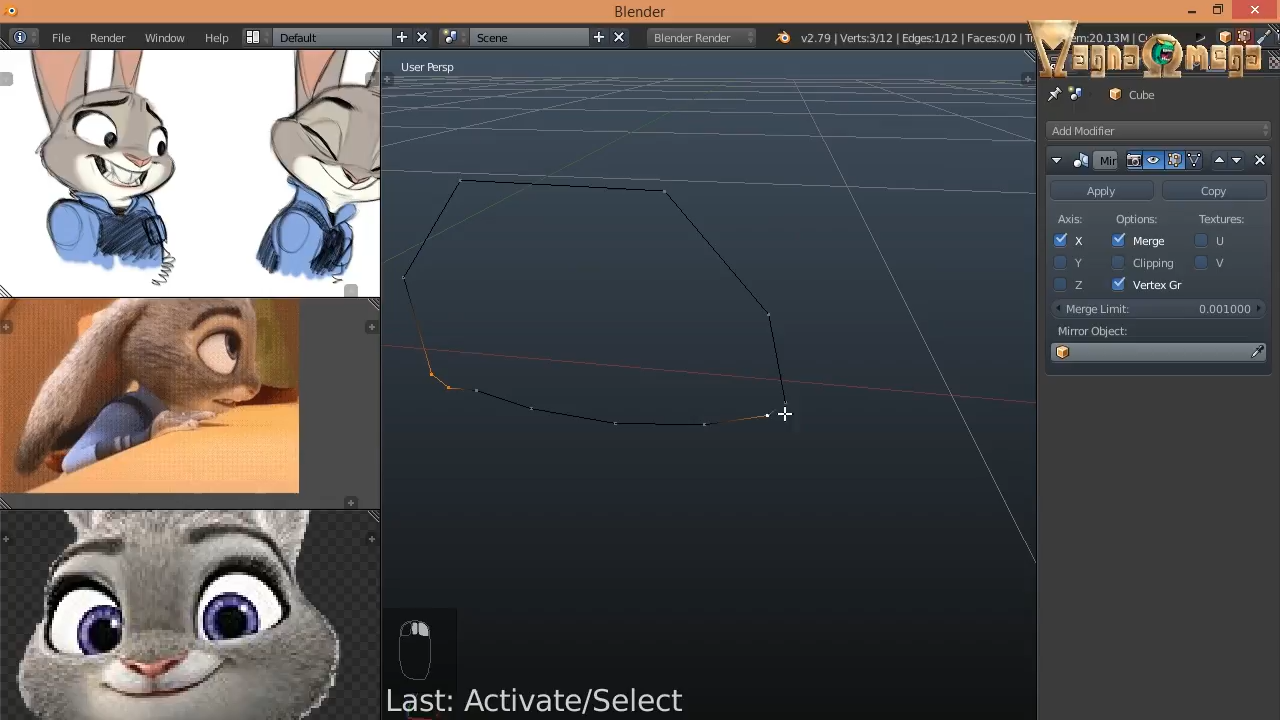 Blender
File Render Window Help Default Scene Blender Render v2.79 | Verts:3/12 | Edges:1/12 | Faces:0/0 |
MagnaOmega
User Persp
Cube
Add Modifier
Mir
Apply Copy
Axis: Options: Textures:
X Merge U
Y Clipping V
Z Vertex Gr
Merge Limit: 0.001000
Mirror Object:
Last: Activate/Select